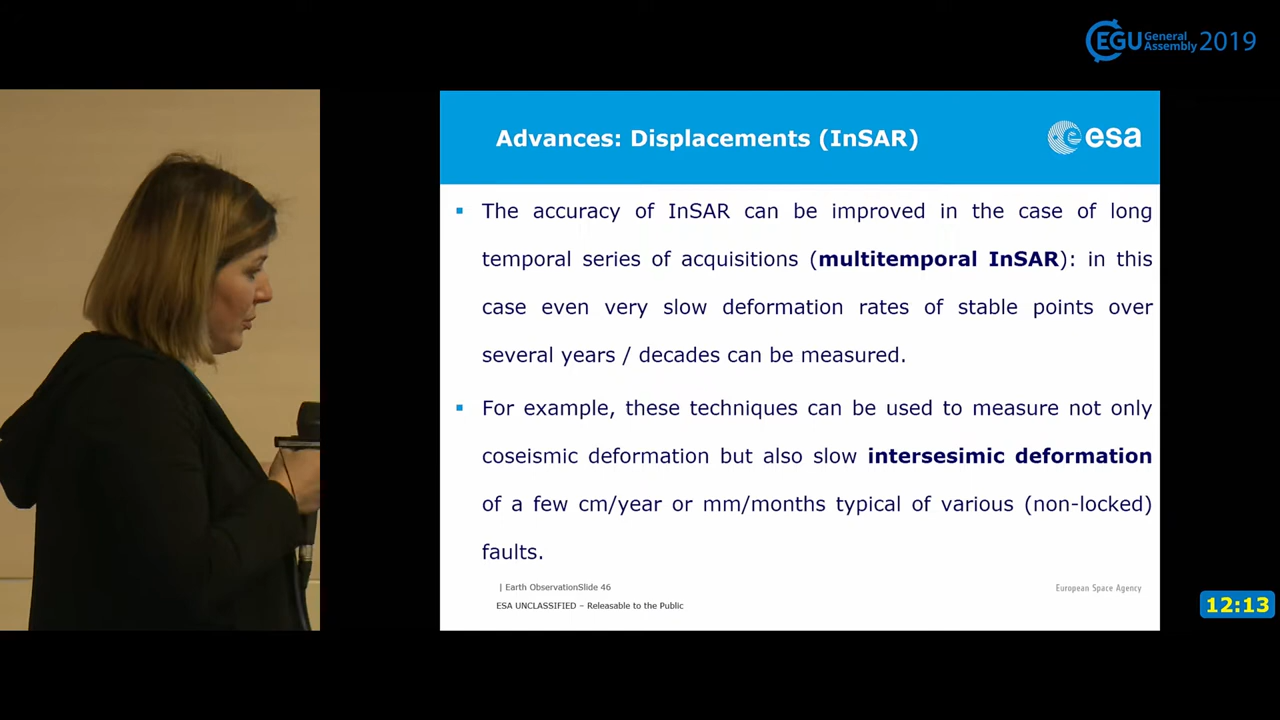 EGU General Assembly 2019
Advances: Displacements (InSAR)
esa
▪ The accuracy of InSAR can be improved in the case of long
temporal series of acquisitions (multitemporal InSAR): in this
case even very slow deformation rates of stable points over
several years / decades can be measured.
▪ For example, these techniques can be used to measure not only
coseismic deformation but also slow intersesimic deformation
of a few cm/year or mm/months typical of various (non-locked)
faults.
| Earth ObservationSlide 46
European Space Agency
ESA UNCLASSIFIED – Releasable to the Public
12:13